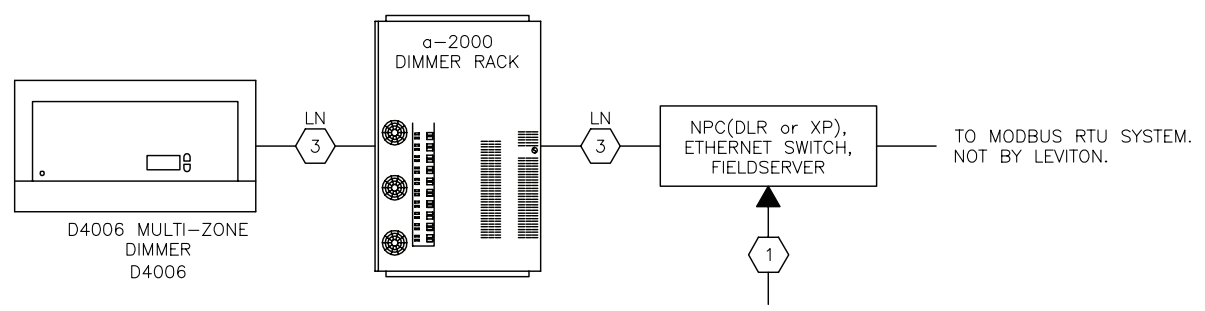 a-2000
DIMMER RACK
LN
3
LN
3
NPC(DLR or XP),
ETHERNET SWITCH,
FIELDSERVER
TO MODBUS RTU SYSTEM.
NOT BY LEVITON.
D4006 MULTI-ZONE
DIMMER
D4006
1